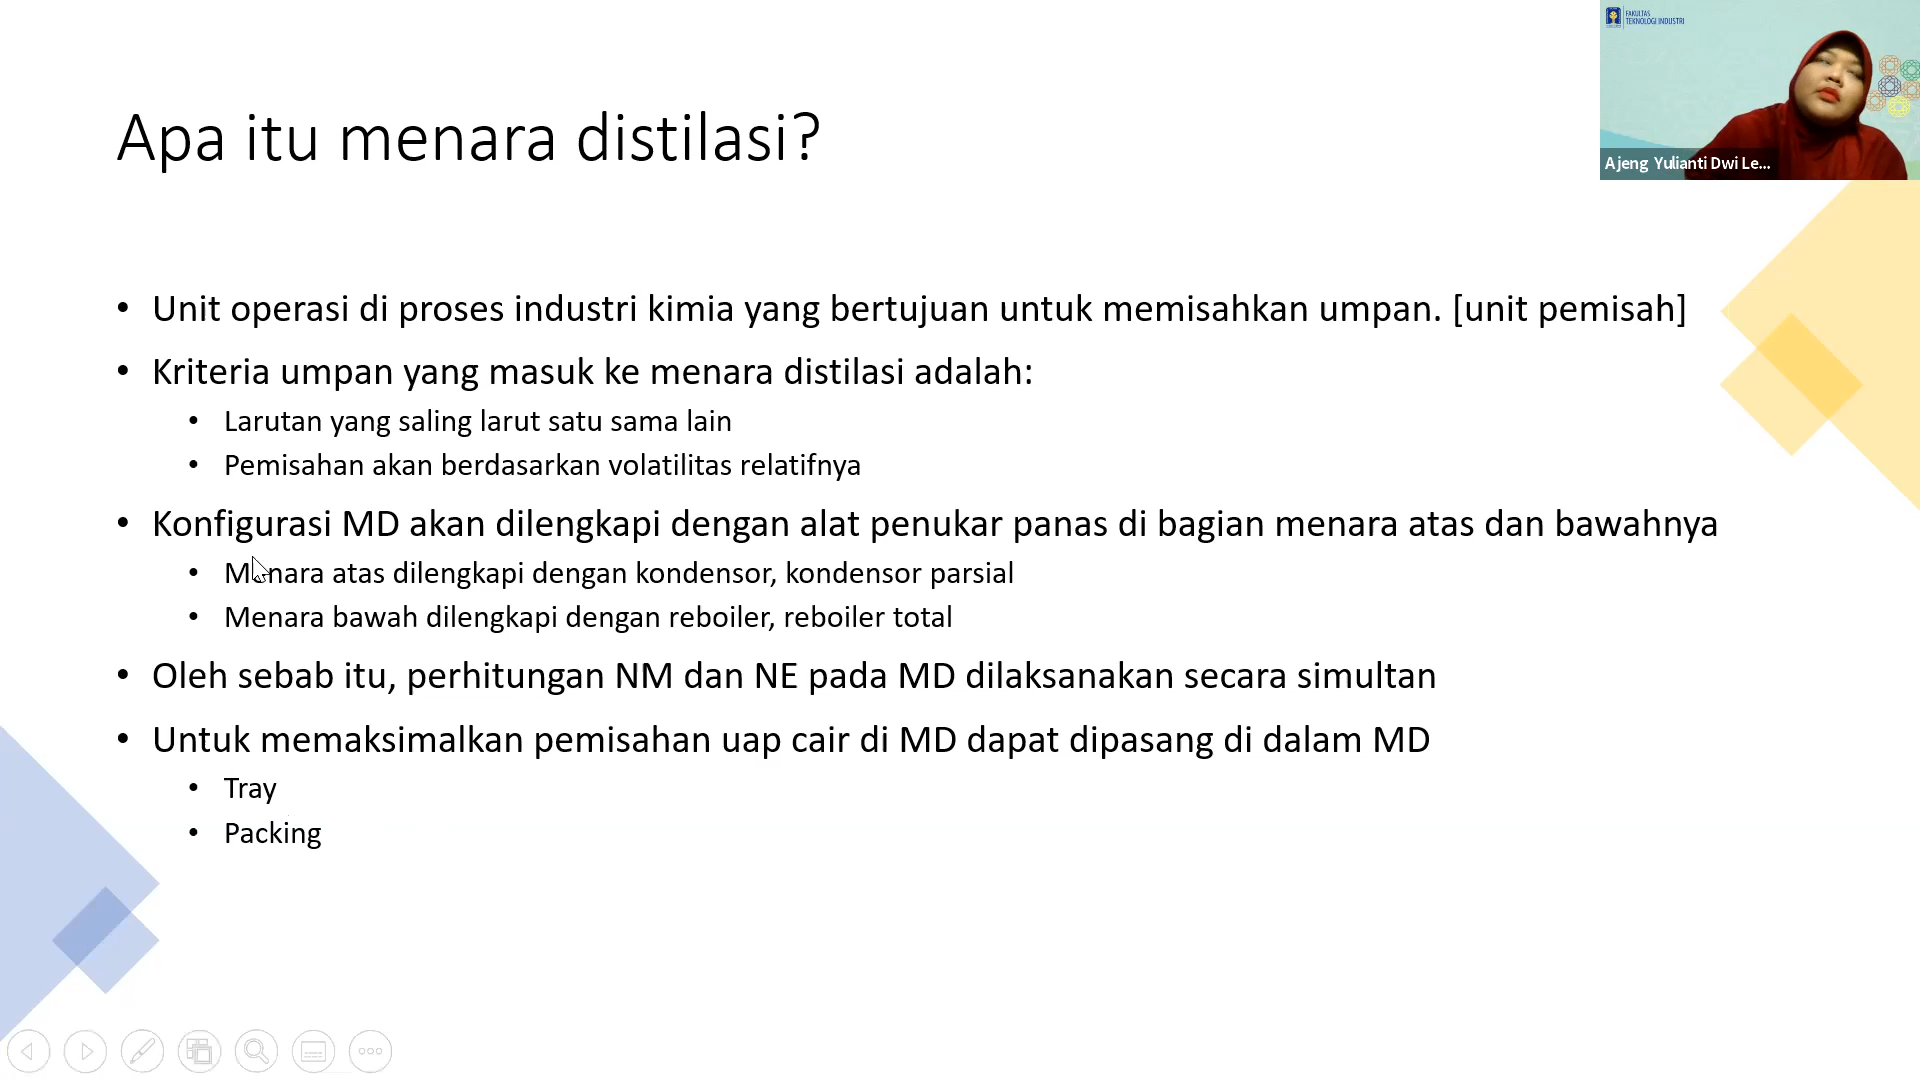 FAKULTAS
TEKNOLOGI INDUSTRI
Ajeng Yulianti Dwi Le...
Apa itu menara distilasi?
• Unit operasi di proses industri kimia yang bertujuan untuk memisahkan umpan. [unit pemisah]
• Kriteria umpan yang masuk ke menara distilasi adalah:
• Larutan yang saling larut satu sama lain
• Pemisahan akan berdasarkan volatilitas relatifnya
• Konfigurasi MD akan dilengkapi dengan alat penukar panas di bagian menara atas dan bawahnya
• Menara atas dilengkapi dengan kondensor, kondensor parsial
• Menara bawah dilengkapi dengan reboiler, reboiler total
• Oleh sebab itu, perhitungan NM dan NE pada MD dilaksanakan secara simultan
• Untuk memaksimalkan pemisahan uap cair di MD dapat dipasang di dalam MD
• Tray
• Packing